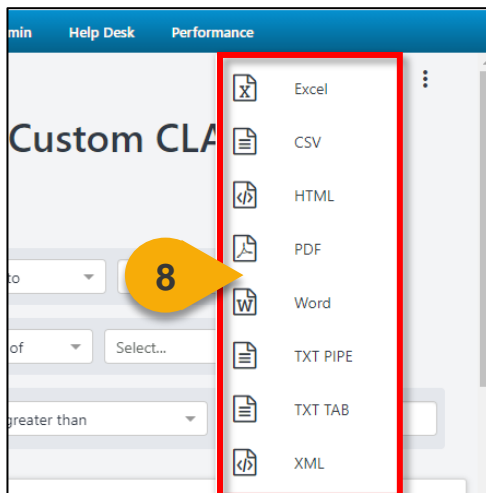 min Help Desk Performance
Custom CLA
Excel
CSV
HTML
PDF
to
8
Word
of
Select...
TXT PIPE
TXT TAB
greater than
XML